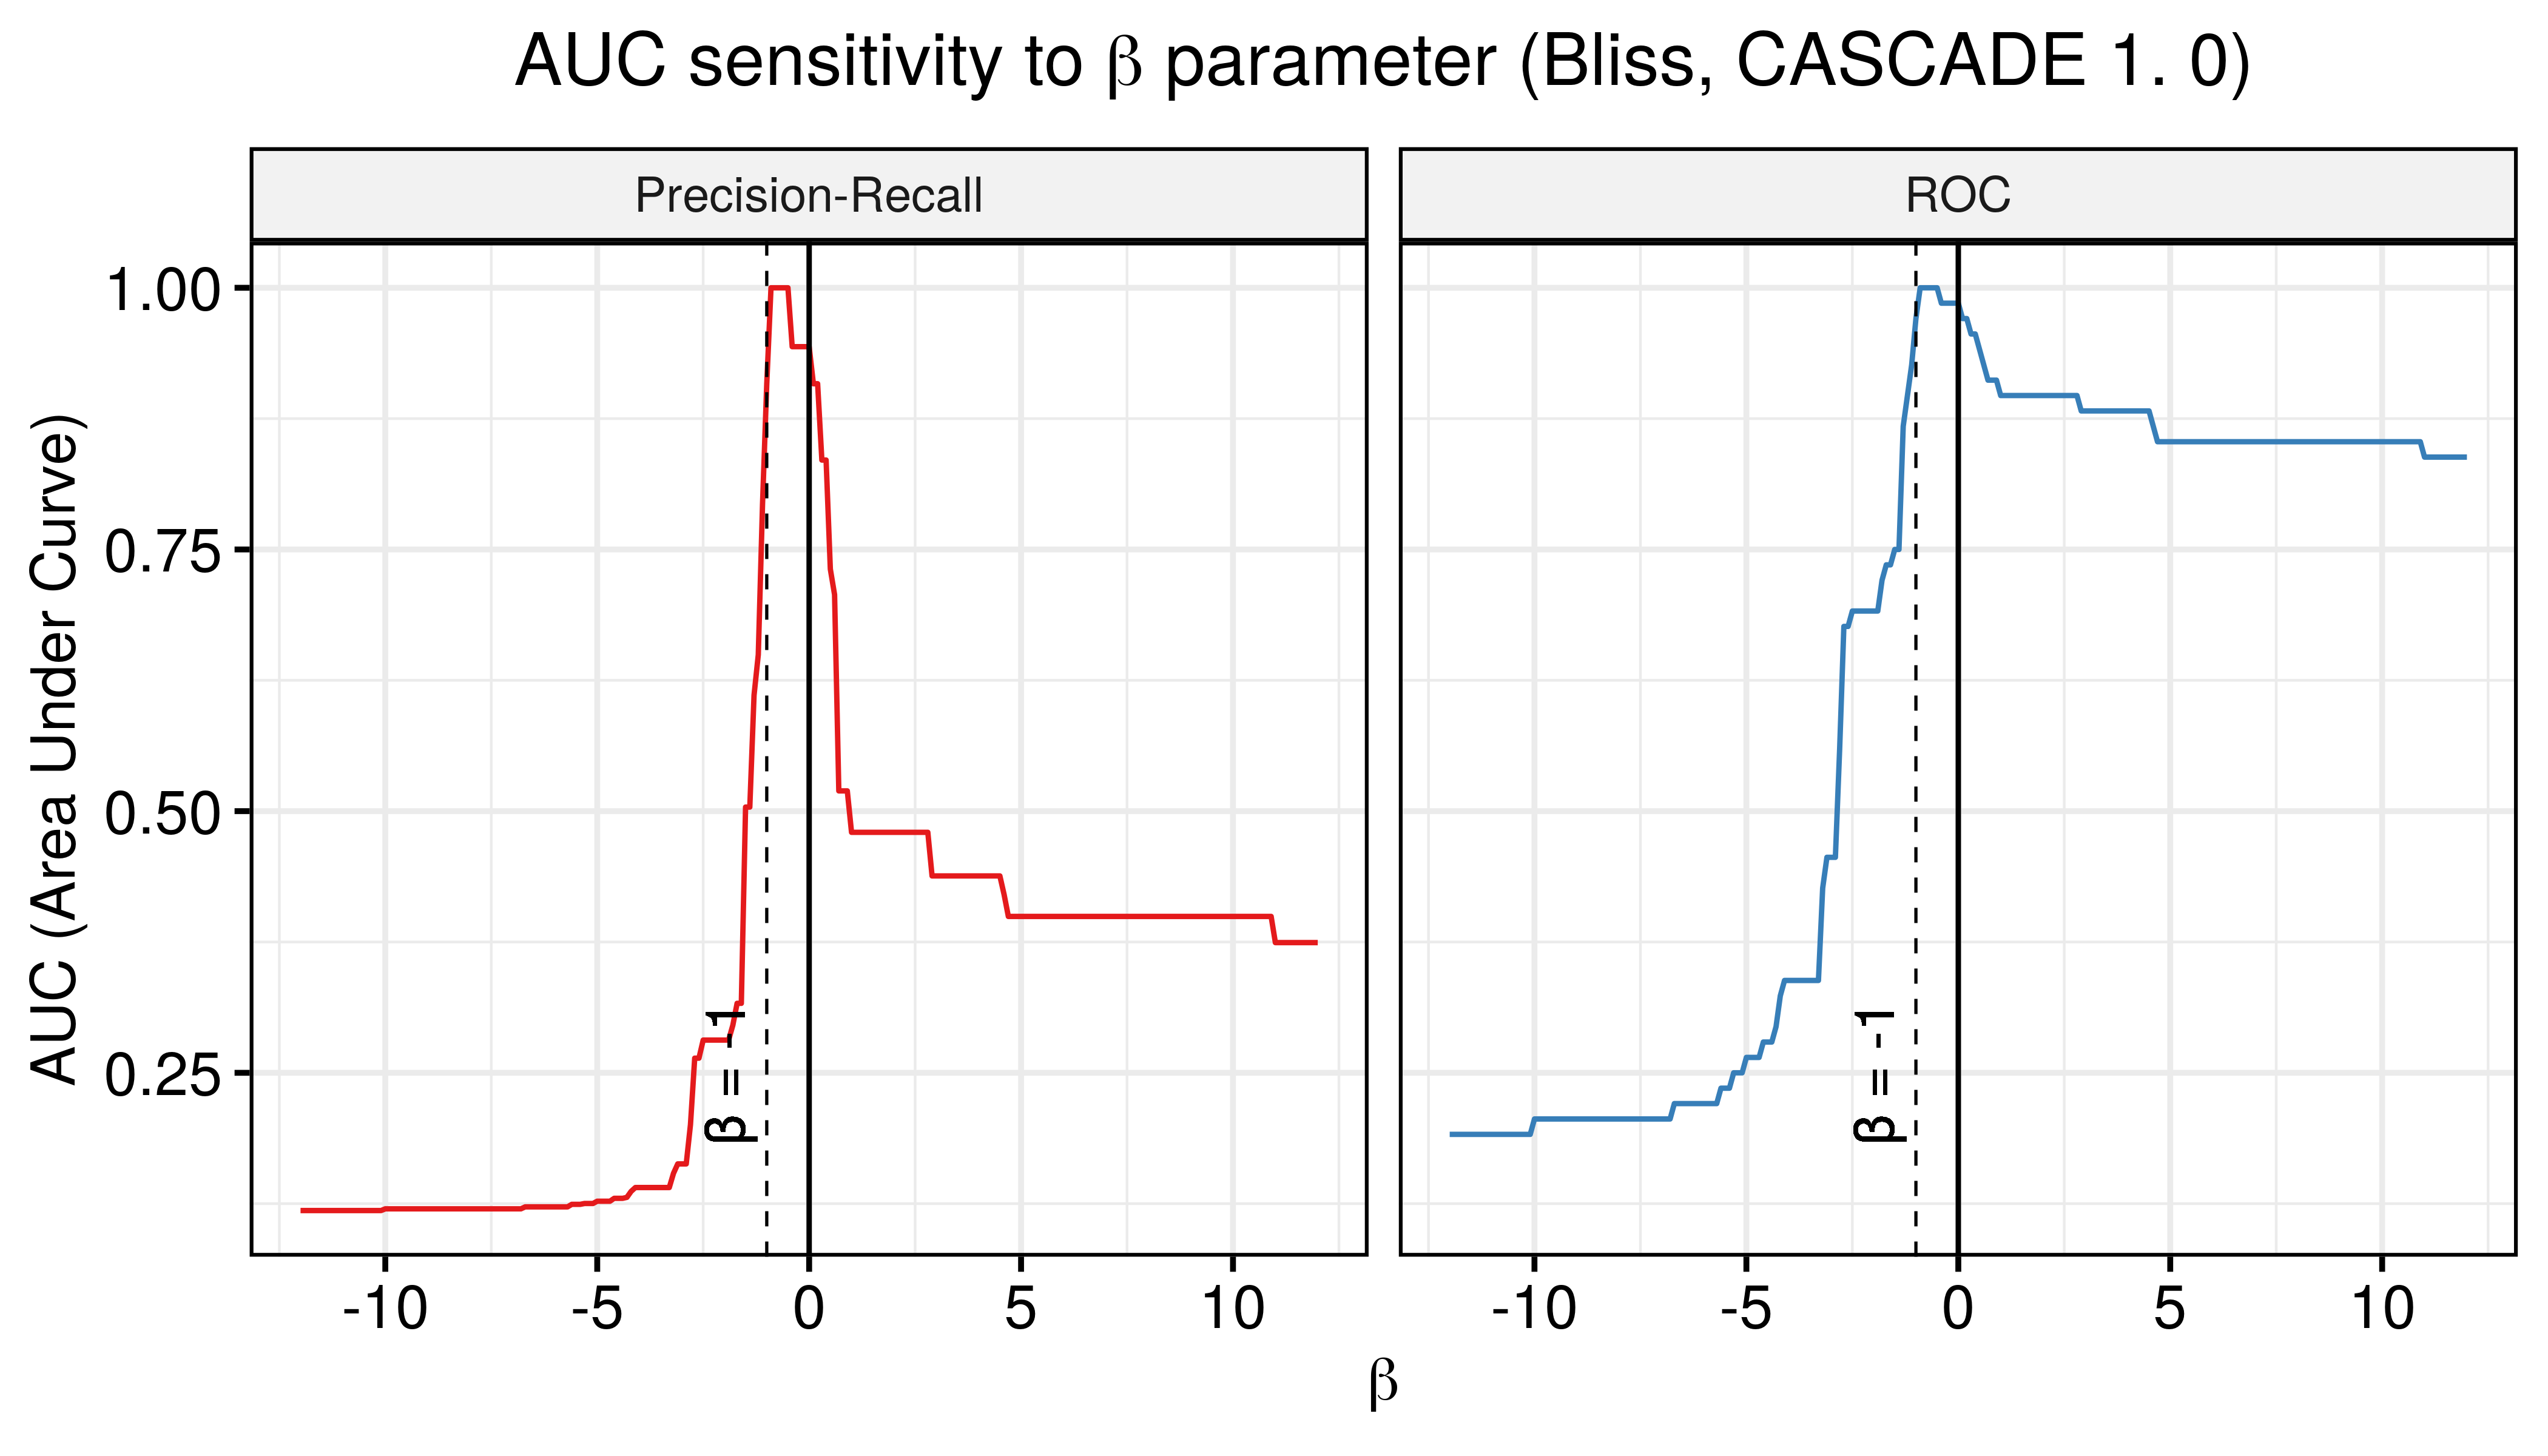 AUC sensitivity to β parameter (Bliss, CASCADE 1. 0)
Precision-Recall
ROC
AUC (Area Under Curve)
1.00
0.75
0.50
0.25
β = -1
β = -1
-10 -5 0 5 10
-10 -5 0 5 10
β